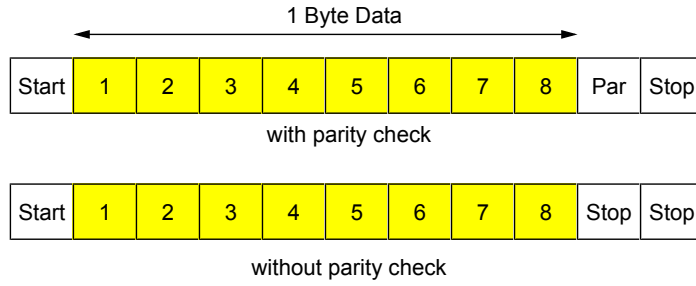 1 Byte Data
Start 1 2 3 4 5 6 7 8 Par Stop
with parity check
Start 1 2 3 4 5 6 7 8 Stop Stop
without parity check